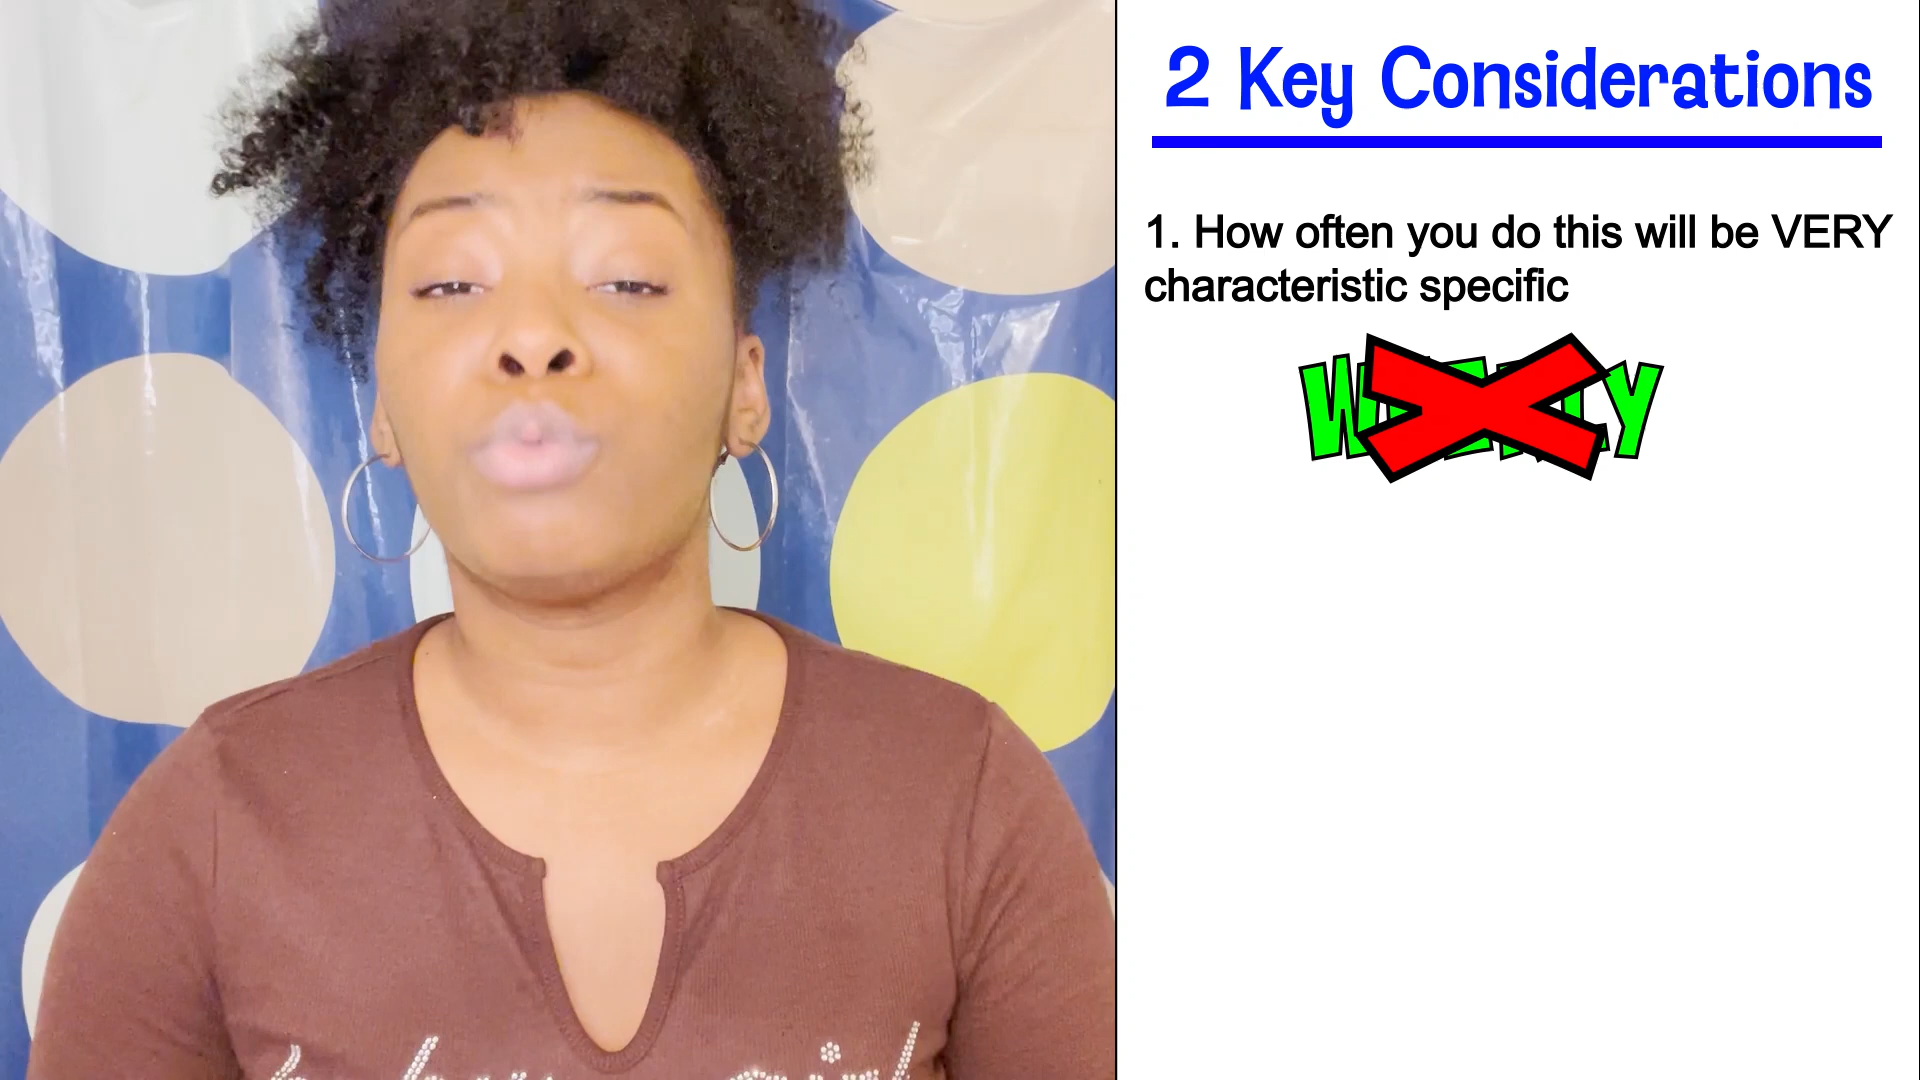 2 Key Considerations
1. How often you do this will be VERY
characteristic specific